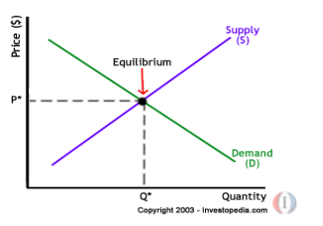 Price ($)
Supply
(S)
Equilibrium
P*
Demand
(D)
Q*
Quantity
Copyright 2003 - Investopedia.com